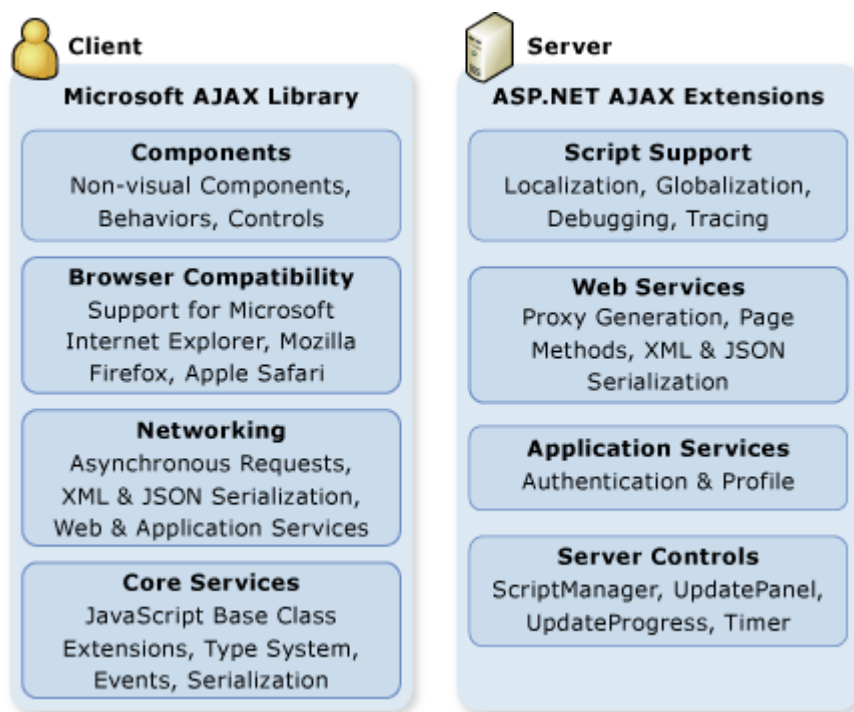 Client
Microsoft AJAX Library
Components
Non-visual Components,
Behaviors, Controls
Browser Compatibility
Support for Microsoft
Internet Explorer, Mozilla
Firefox, Apple Safari
Networking
Asynchronous Requests,
XML & JSON Serialization,
Web & Application Services
Core Services
JavaScript Base Class
Extensions, Type System,
Events, Serialization
Server
ASP.NET AJAX Extensions
Script Support
Localization, Globalization,
Debugging, Tracing
Web Services
Proxy Generation, Page
Methods, XML & JSON
Serialization
Application Services
Authentication & Profile
Server Controls
ScriptManager, UpdatePanel,
UpdateProgress, Timer